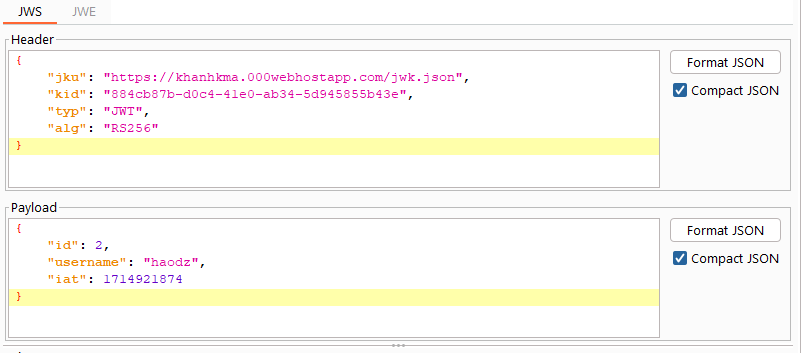 JWS JWE
Header
{
"jku": "https://khanhkma.000webhostapp.com/jwk.json",
"kid": "884cb87b-d0c4-41e0-ab34-5d945855b43e",
"typ": "JWT",
"alg": "RS256"
}
Format JSON
Compact JSON
Payload
{
"id": 2,
"username": "haodz",
"iat": 1714921874
}
Format JSON
Compact JSON